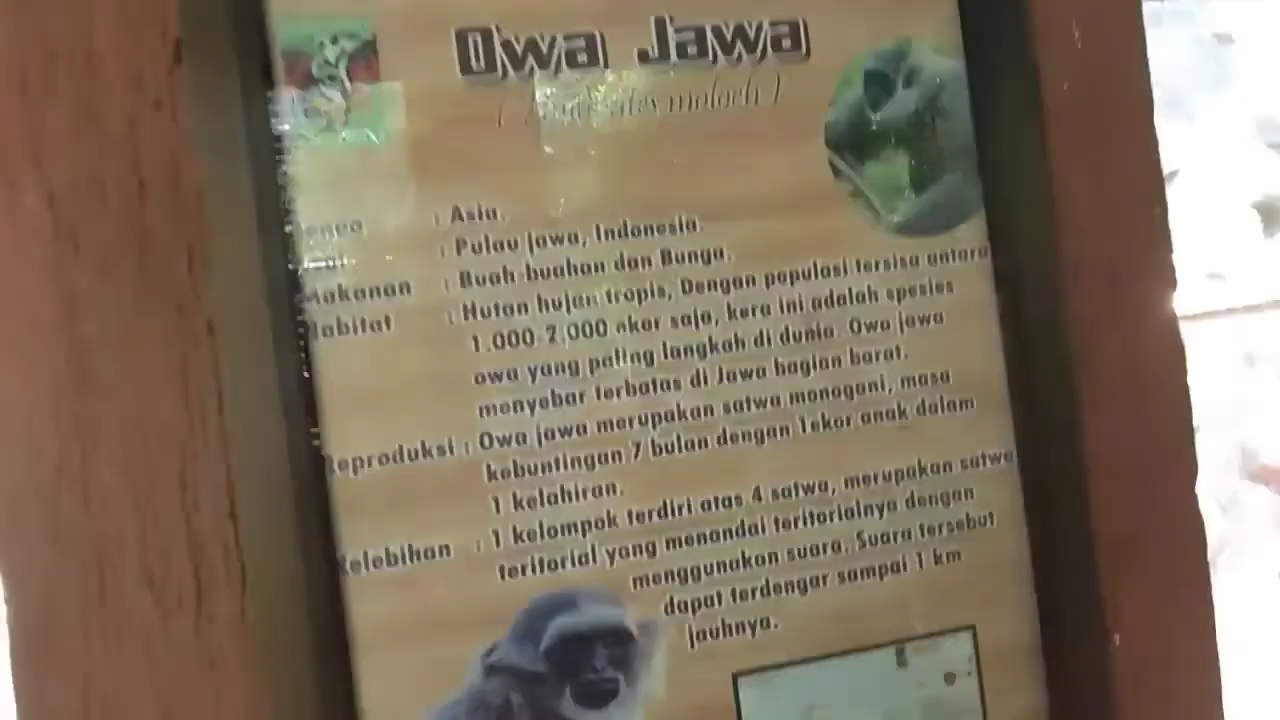 Owa Jawa
moloch )
: Asia.
: Pulau jawa, Indonesia.
Makanan : Buah-buahan dan Bunga.
Habitat : Hutan hujan tropis, Dengan populasi tersisa antara
1.000-2.000 ekor saja, kera ini adalah spesies
owa yang paling langkah di dunia. Owa jawa
menyebar terbatas di Jawa bagian barat.
Reproduksi : Owa jawa merupakan satwa monogami, masa
kebuntingan 7 bulan dengan 1ekor anak dalam
1 kelahiran.
Kelebihan : 1 kelompok terdiri atas 4 satwa, merupakan satwa
teritorial yang menandai teritorialnya dengan
menggunakan suara. Suara tersebut
dapat terdengar sampai 1 km
jauhnya.